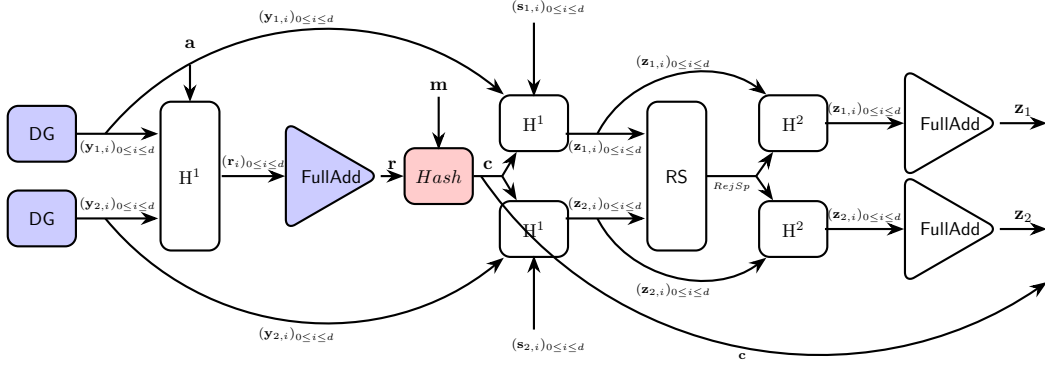 (s₁,ᵢ)₀≤ᵢ≤d
(y₁,ᵢ)₀≤ᵢ≤d
a
(z₁,ᵢ)₀≤ᵢ≤d
m
DG
(y₁,ᵢ)₀≤ᵢ≤d
H¹
(z₁,ᵢ)₀≤ᵢ≤d
H²
(z₁,ᵢ)₀≤ᵢ≤d
FullAdd
z₁
H¹
(rᵢ)₀≤ᵢ≤d
FullAdd
r
Hash
c
RS
RejSp
DG
(y₂,ᵢ)₀≤ᵢ≤d
H¹
(z₂,ᵢ)₀≤ᵢ≤d
H²
(z₂,ᵢ)₀≤ᵢ≤d
FullAdd
z₂
(z₂,ᵢ)₀≤ᵢ≤d
(y₂,ᵢ)₀≤ᵢ≤d
(s₂,ᵢ)₀≤ᵢ≤d
c